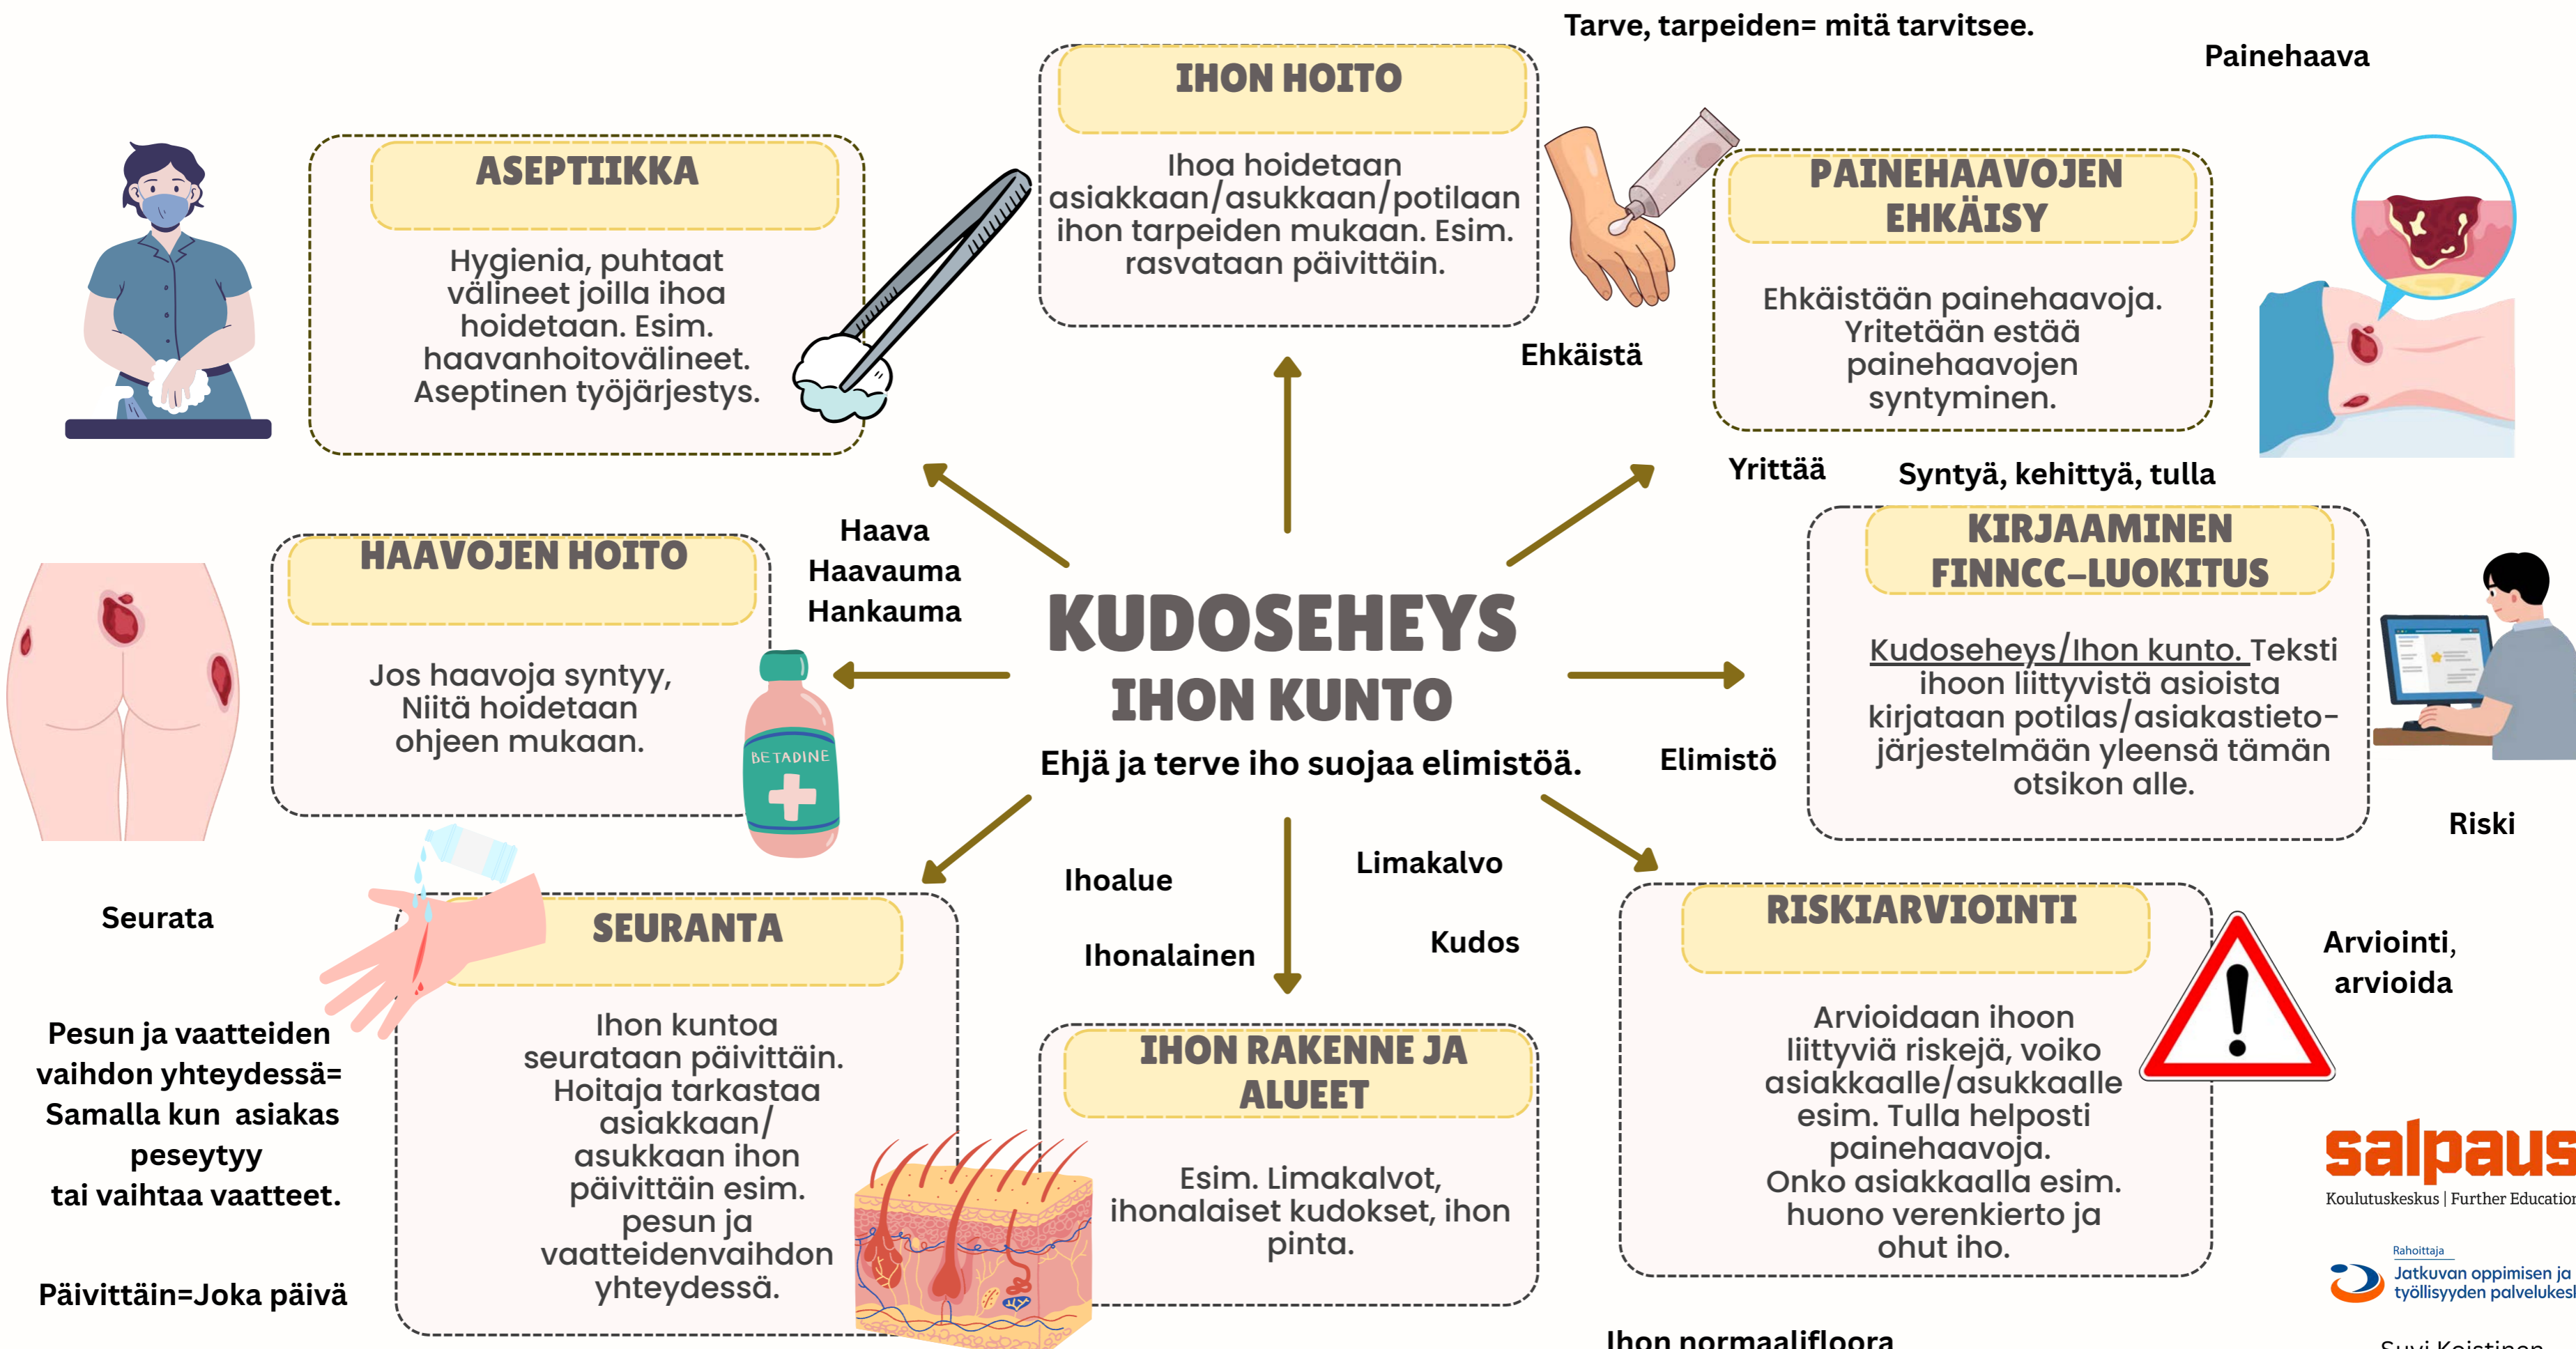 Tarve, tarpeiden= mitä tarvitsee.
Painehaava
IHON HOITO
Ihoa hoidetaan
asiakkaan/asukkaan/potilaan
ihon tarpeiden mukaan. Esim.
rasvataan päivittäin.
ASEPTIIKKA
Hygienia, puhtaat
välineet joilla ihoa
hoidetaan. Esim.
haavanhoitovälineet.
Aseptinen työjärjestys.
PAINEHAAVOJEN
EHKÄISY
Ehkäistään painehaavoja.
Yritetään estää
painehaavojen
syntyminen.
Ehkäistä
Yrittää
Syntyä, kehittyä, tulla
HAAVOJEN HOITO
Jos haavoja syntyy,
Niitä hoidetaan
ohjeen mukaan.
BETADINE
Haava
Haavauma
Hankauma
KUDOSEHEYS
IHON KUNTO
Ehjä ja terve iho suojaa elimistöä.
Elimistö
KIRJAAMINEN
FINNCC-LUOKITUS
Kudoseheys/Ihon kunto. Teksti
ihoon liittyvistä asioista
kirjataan potilas/asiakastieto-
järjestelmään yleensä tämän
otsikon alle.
Riski
Seurata
SEURANTA
Ihon kuntoa
seurataan päivittäin.
Hoitaja tarkastaa
asiakkaan/
asukkaan ihon
päivittäin esim.
pesun ja
vaatteidenvaihdon
yhteydessä.
Pesun ja vaatteiden
vaihdon yhteydessä=
Samalla kun asiakas
peseytyy
tai vaihtaa vaatteet.
Päivittäin=Joka päivä
Ihoalue
Limakalvo
Ihonalainen
Kudos
IHON RAKENNE JA
ALUEET
Esim. Limakalvot,
ihonalaiset kudokset, ihon
pinta.
RISKIARVIOINTI
Arvioidaan ihoon
liittyviä riskejä, voiko
asiakkaalle/asukkaalle
esim. Tulla helposti
painehaavoja.
Onko asiakkaalla esim.
huono verenkierto ja
ohut iho.
Arviointi,
arvioida
salpaus
Koulutuskeskus | Further Education
Rahoittaja
Jatkuvan oppimisen ja
työllisyyden
Ihon normaalifloora
Suvi Koistinen